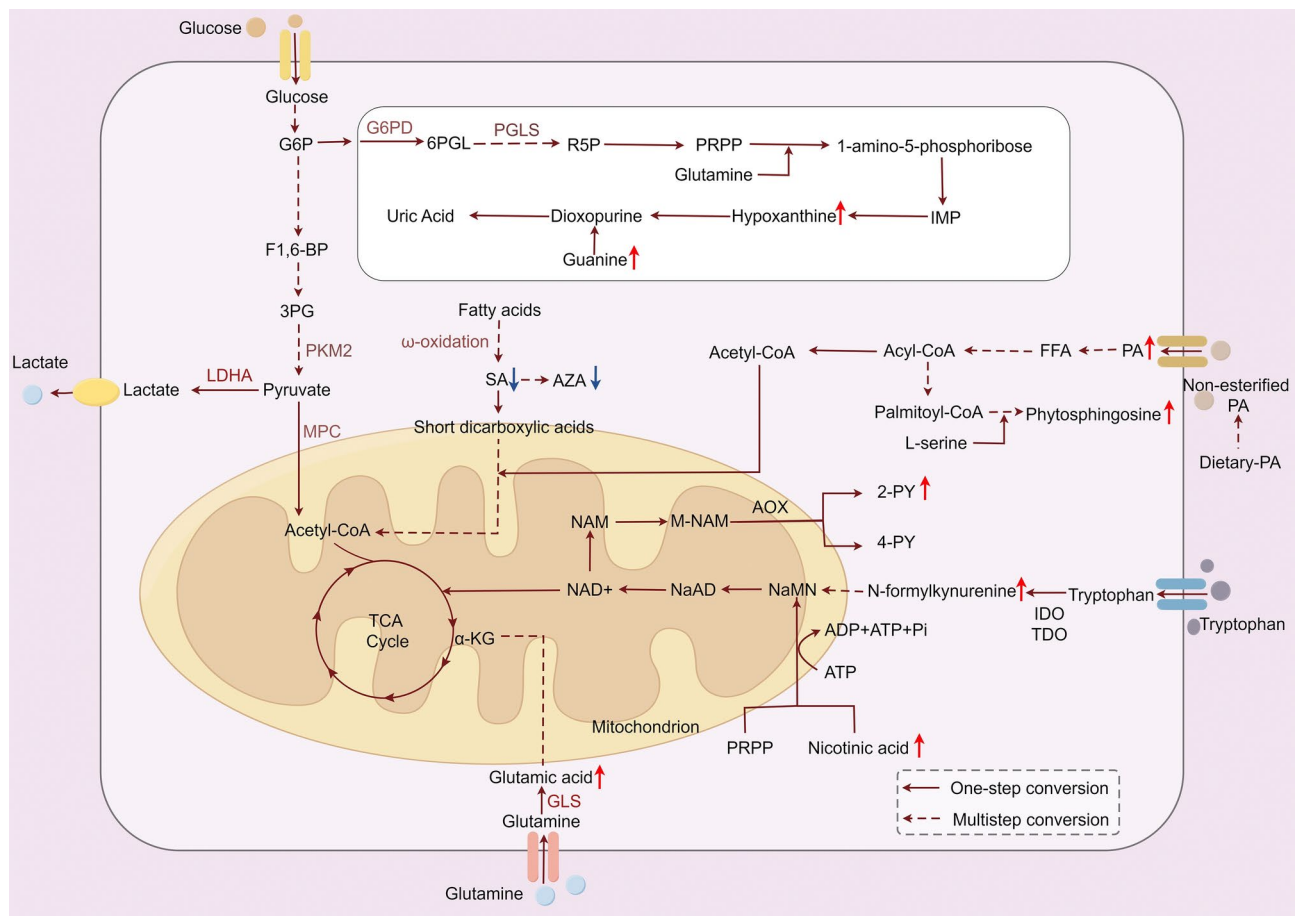 Glucose
Glucose
G6P
G6PD
6PGL
PGLS
R5P
PRPP
1-amino-5-phosphoribose
Glutamine
Uric Acid
Dioxopurine
Hypoxanthine
IMP
Guanine
F1,6-BP
3PG
PKM2
Fatty acids
ω-oxidation
SA
AZA
Short dicarboxylic acids
Lactate
Lactate
LDHA
Pyruvate
MPC
Acetyl-CoA
Acyl-CoA
FFA
PA
Non-esterified
PA
Dietary-PA
Palmitoyl-CoA
Phytosphingosine
L-serine
Acetyl-CoA
NAM
M-NAM
AOX
2-PY
4-PY
NAD+
NaAD
NaMN
N-formylkynurenine
Tryptophan
IDO
TDO
Tryptophan
TCA
Cycle
α-KG
ADP+ATP+Pi
ATP
Mitochondrion
PRPP
Nicotinic acid
Glutamic acid
GLS
Glutamine
Glutamine
One-step conversion
Multistep conversion